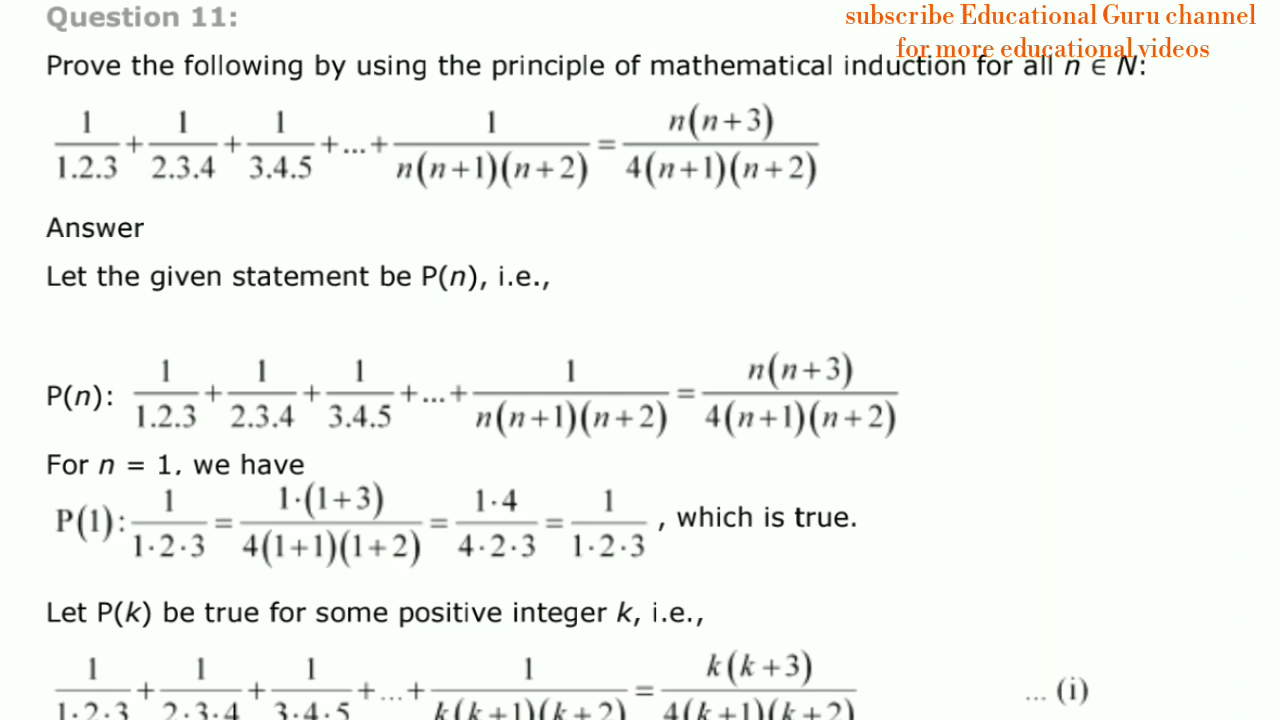 Question 11:
subscribe Educational Guru channel
for more educational videos
Prove the following by using the principle of mathematical induction for all n ∈ N:
1/1.2.3 + 1/2.3.4 + 1/3.4.5 + ... + 1/n(n+1)(n+2) = n(n+3)/4(n+1)(n+2)
Answer
Let the given statement be P(n), i.e.,
P(n): 1/1.2.3 + 1/2.3.4 + 1/3.4.5 + ... + 1/n(n+1)(n+2) = n(n+3)/4(n+1)(n+2)
For n = 1, we have
P(1): 1/1·2·3 = 1·(1+3)/4(1+1)(1+2) = 1·4/4·2·3 = 1/1·2·3 , which is true.
Let P(k) be true for some positive integer k, i.e.,
1/1·2·3 + 1/2·3·4 + 1/3·4·5 + ... + 1/k(k+1)(k+2) = k(k+3)/4(k+1)(k+2) ... (i)